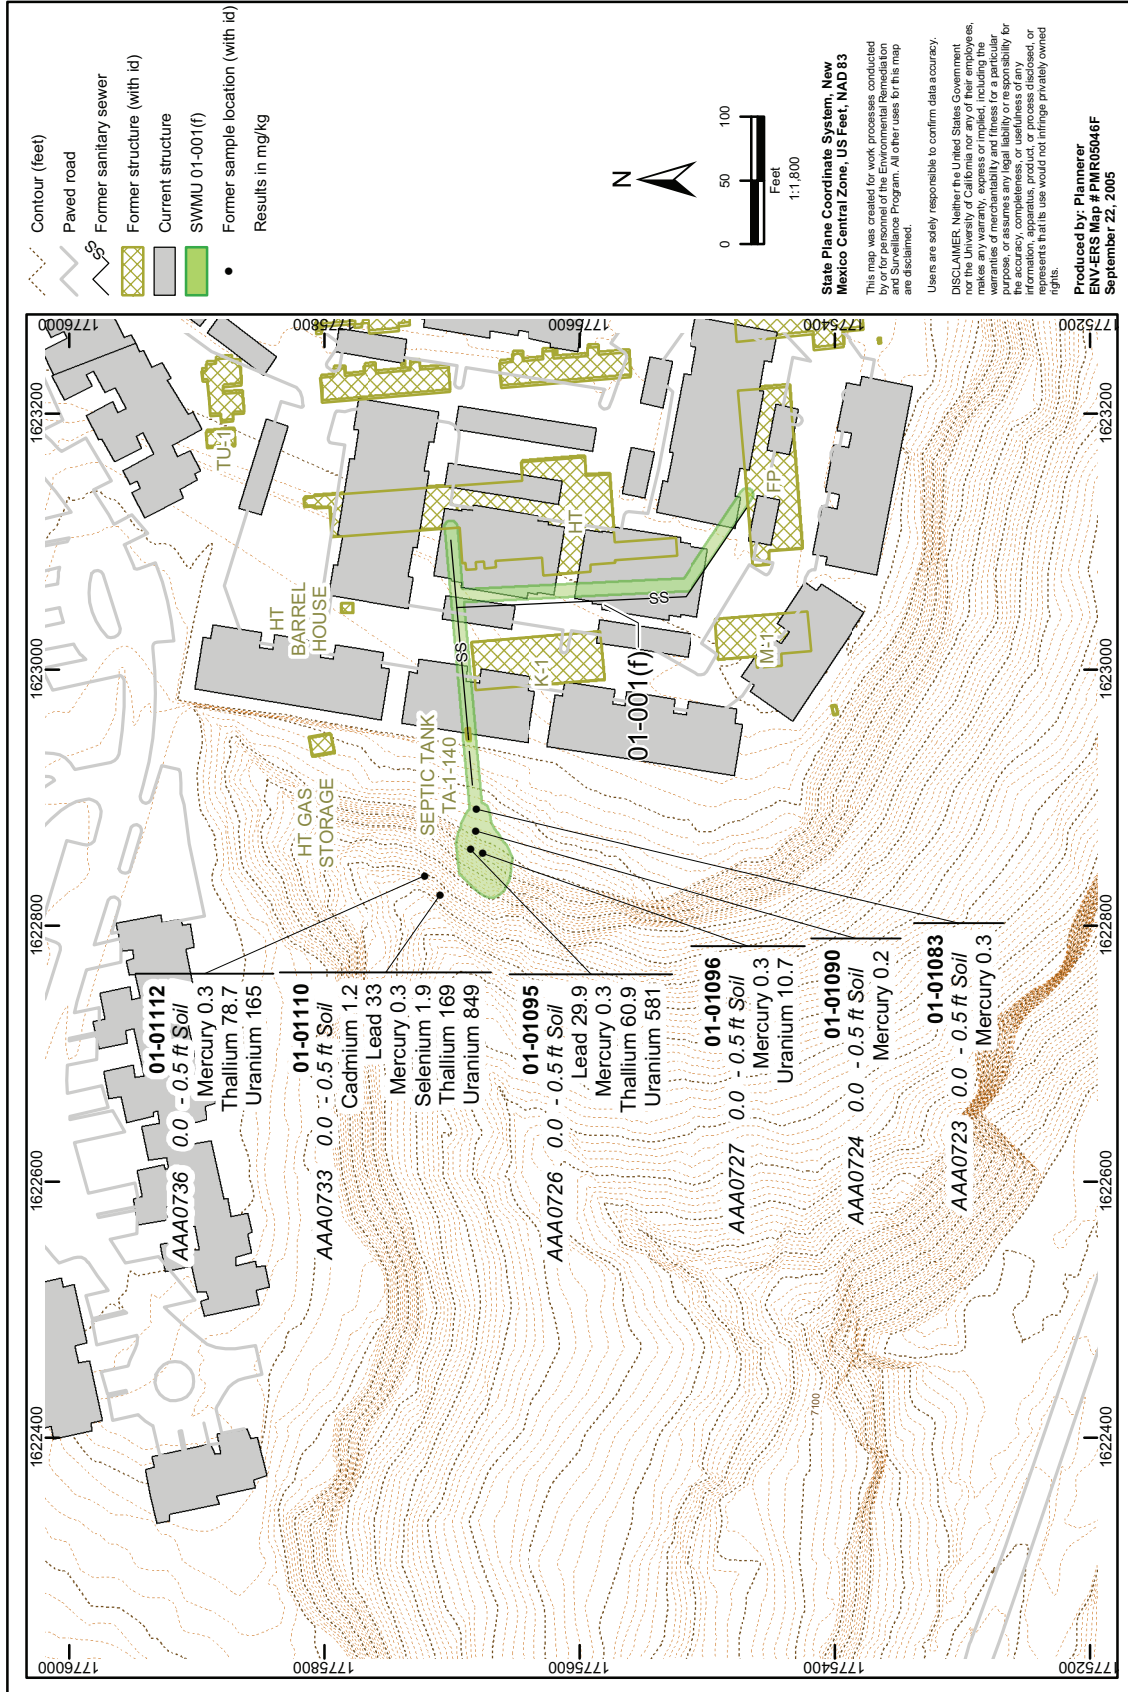 1622400
1622600
1622800
1623000
1623200
1776000
1775800
1775600
1775400
1775200
1776000
1775800
1775600
1775400
1775200
1622400
1622600
1622800
1623000
1623200
TU-1
HT
BARREL
HOUSE
HT GAS
STORAGE
SEPTIC TANK
TA-1-140
K-1
HT
M-1
FP
SS
SS
01-001(f)
7100
01-01112
AAA0736 0.0 - 0.5 ft Soil
Mercury 0.3
Thallium 78.7
Uranium 165
01-01110
AAA0733 0.0 - 0.5 ft Soil
Cadmium 1.2
Lead 33
Mercury 0.3
Selenium 1.9
Thallium 169
Uranium 849
01-01095
AAA0726 0.0 - 0.5 ft Soil
Lead 29.9
Mercury 0.3
Thallium 60.9
Uranium 581
01-01096
AAA0727 0.0 - 0.5 ft Soil
Mercury 0.3
Uranium 10.7
01-01090
AAA0724 0.0 - 0.5 ft Soil
Mercury 0.2
01-01083
AAA0723 0.0 - 0.5 ft Soil
Mercury 0.3
Contour (feet)
Paved road
SS Former sanitary sewer
Former structure (with id)
Current structure
SWMU 01-001(f)
Former sample location (with id)
Results in mg/kg
N
0 50 100
Feet
1:1,800
State Plane Coordinate System, New
Mexico Central Zone, US Feet, NAD 83
This map was created for work processes conducted
by or for personnel of the Environmental Remediation
and Surveillance Program. All other uses for this map
are disclaimed.
Users are solely responsible to confirm data accuracy.
DISCLAIMER: Neither the United States Government
nor the University of California nor any of their employees,
makes any warranty, express or implied, including the
warranties of merchantability and fitness for a particular
purpose, or assumes any legal liability or responsibility for
the accuracy, completeness, or usefulness of any
information, apparatus, product, or process disclosed, or
represents that its use would not infringe privately owned
rights.
Produced by: Plannerer
ENV-ERS Map # PMR05046F
September 22, 2005